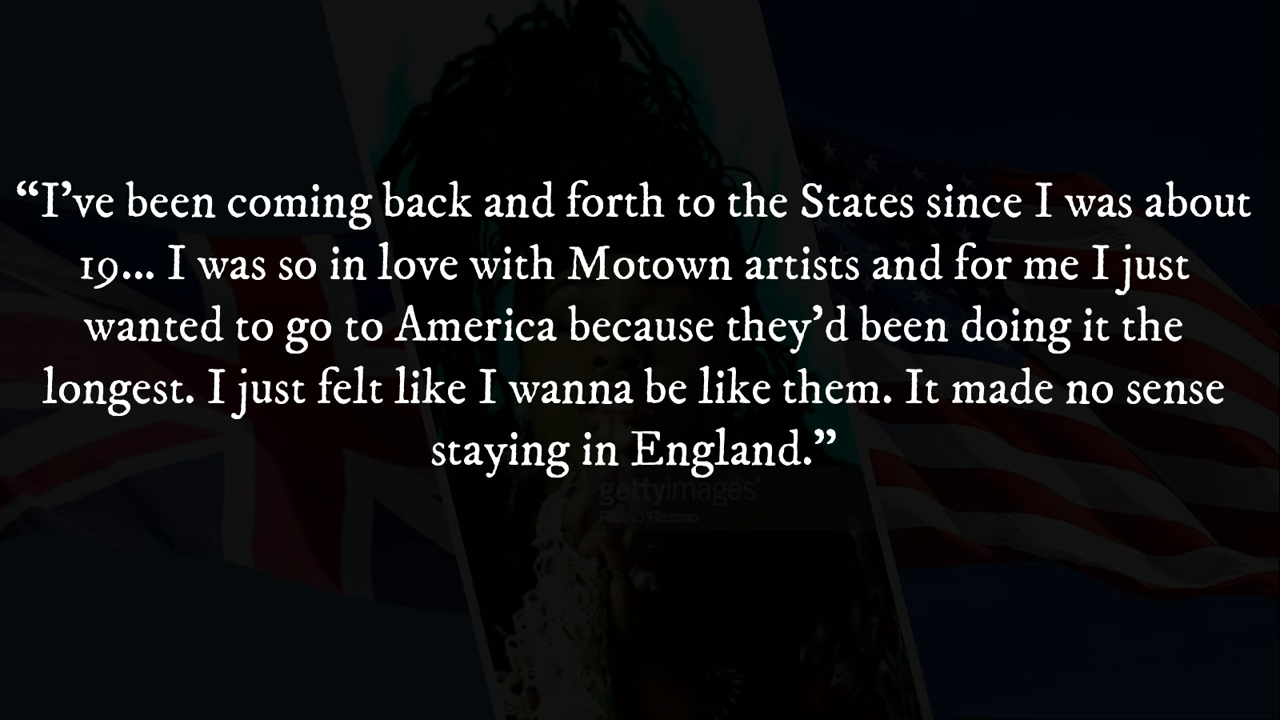 “I’ve been coming back and forth to the States since I was about
19... I was so in love with Motown artists and for me I just
wanted to go to America because they’d been doing it the
longest. I just felt like I wanna be like them. It made no sense
staying in England.”
gettyimages